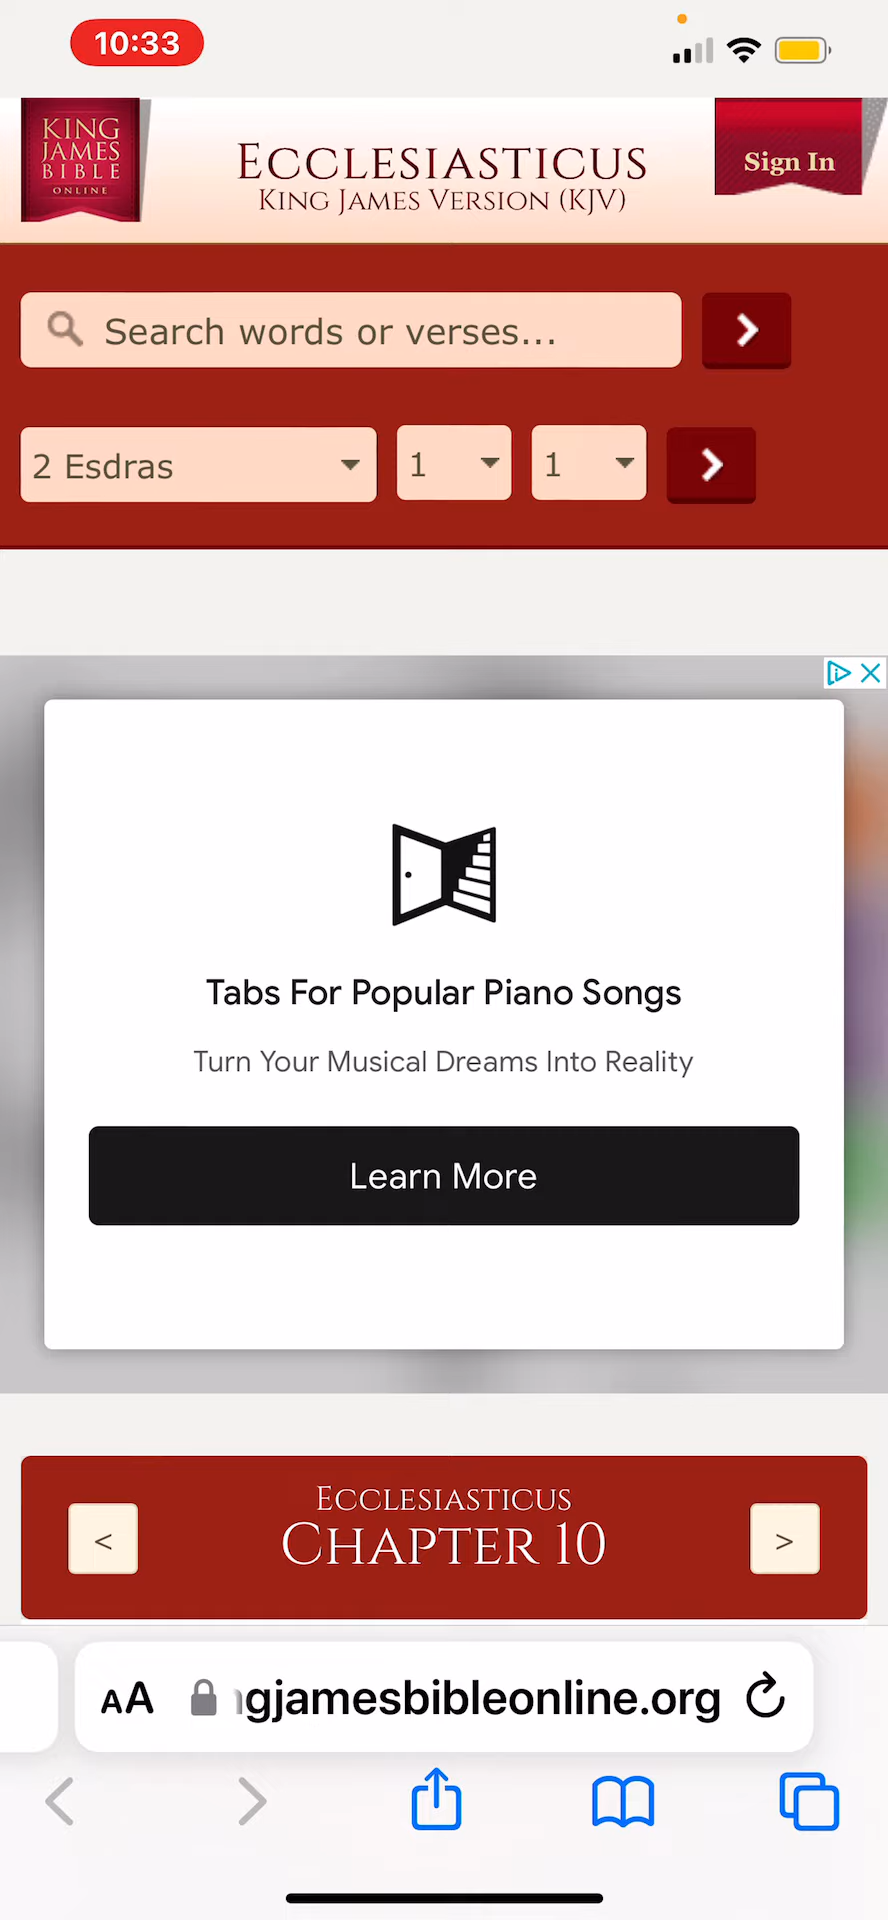 10:33
KING
JAMES
BIBLE
ONLINE
ECCLESIASTICUS
KING JAMES VERSION (KJV)
Sign In
Search words or verses...
2 Esdras 1 1
Tabs For Popular Piano Songs
Turn Your Musical Dreams Into Reality
Learn More
ECCLESIASTICUS
< CHAPTER 10 >
AA gjamesbibleonline.org